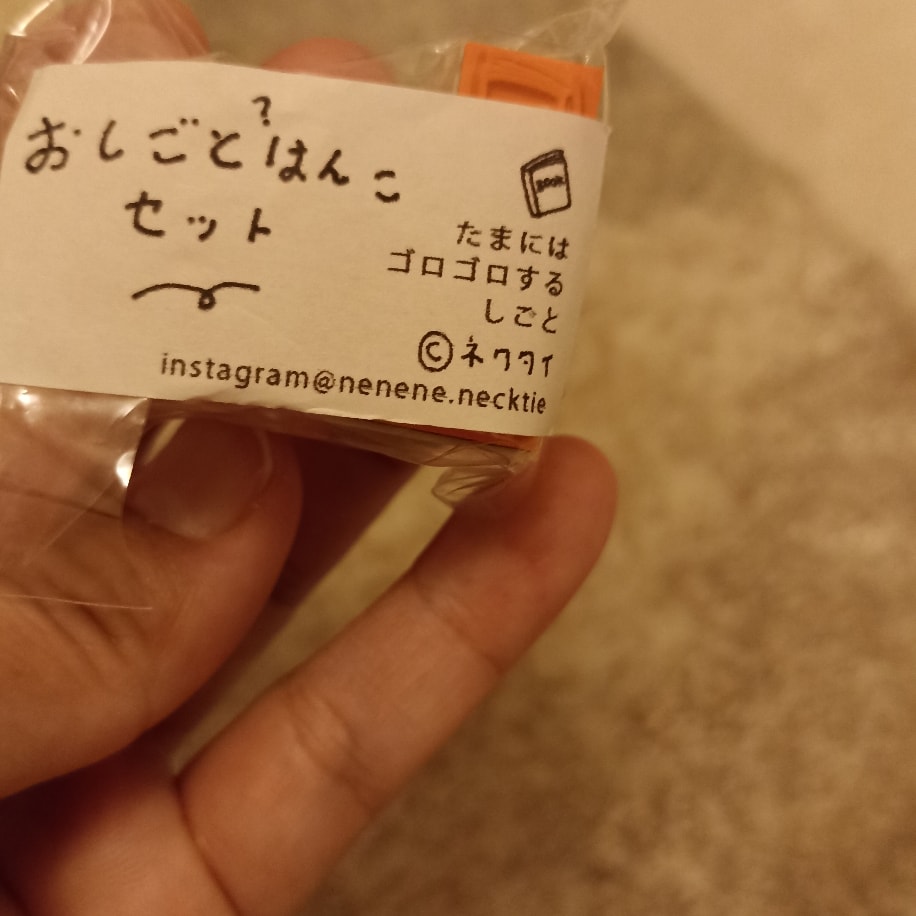 ?
おしごとはんこ
セット
BOOK
たまには
ゴロゴロする
しごと
©ネクタイ
instagram@nenene.necktie